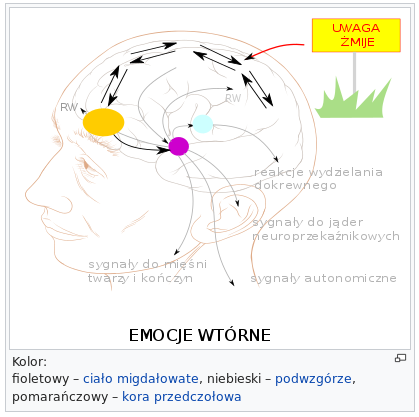 UWAGA
ŻMIJE
RW
RW
reakcje wydzielania
dokrewnego
sygnały do jąder
neuroprzekaźnikowych
sygnały do mięśni
twarzy i kończyn
sygnały autonomiczne
EMOCJE WTÓRNE
Kolor:
fioletowy – ciało migdałowate, niebieski – podwzgórze,
pomarańczowy – kora przedczołowa